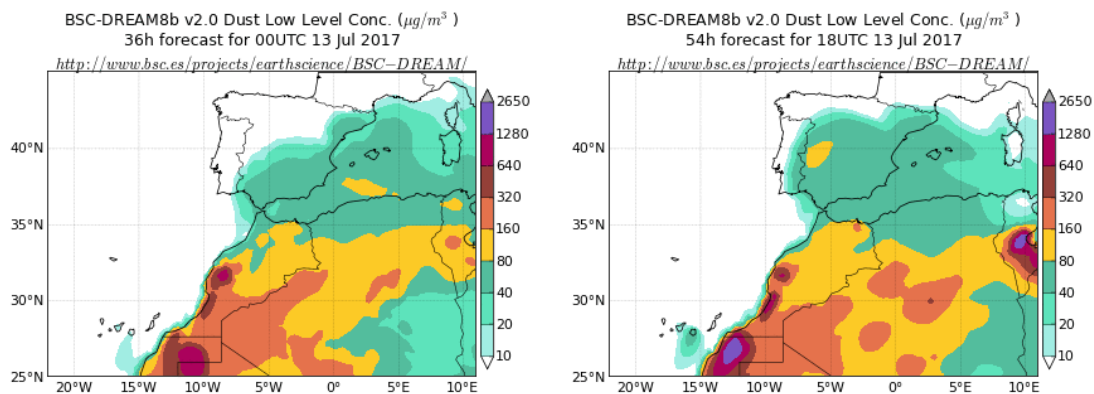 BSC-DREAM8b v2.0 Dust Low Level Conc. (μg/m³ )
36h forecast for 00UTC 13 Jul 2017
http://www.bsc.es/projects/earthscience/BSC−DREAM/
40°N
35°N
30°N
25°N
20°W
15°W
10°W
5°W
0°
5°E
10°E
2650
1280
640
320
160
80
40
20
10
BSC-DREAM8b v2.0 Dust Low Level Conc. (μg/m³ )
54h forecast for 18UTC 13 Jul 2017
http://www.bsc.es/projects/earthscience/BSC−DREAM/
40°N
35°N
30°N
25°N
20°W
15°W
10°W
5°W
0°
5°E
10°E
2650
1280
640
320
160
80
40
20
10